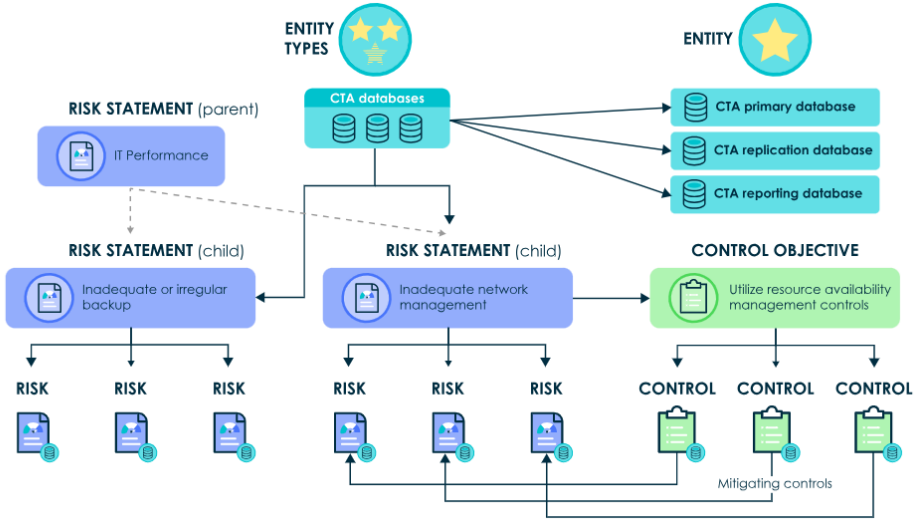 ENTITY
TYPES
ENTITY
CTA databases
CTA primary database
CTA replication database
CTA reporting database
RISK STATEMENT (parent)
IT Performance
RISK STATEMENT (child)
RISK STATEMENT (child)
CONTROL OBJECTIVE
Inadequate or irregular
backup
Inadequate network
management
Utilize resource availability
management controls
RISK
RISK
RISK
RISK
RISK
RISK
CONTROL
CONTROL
CONTROL
Mitigating controls